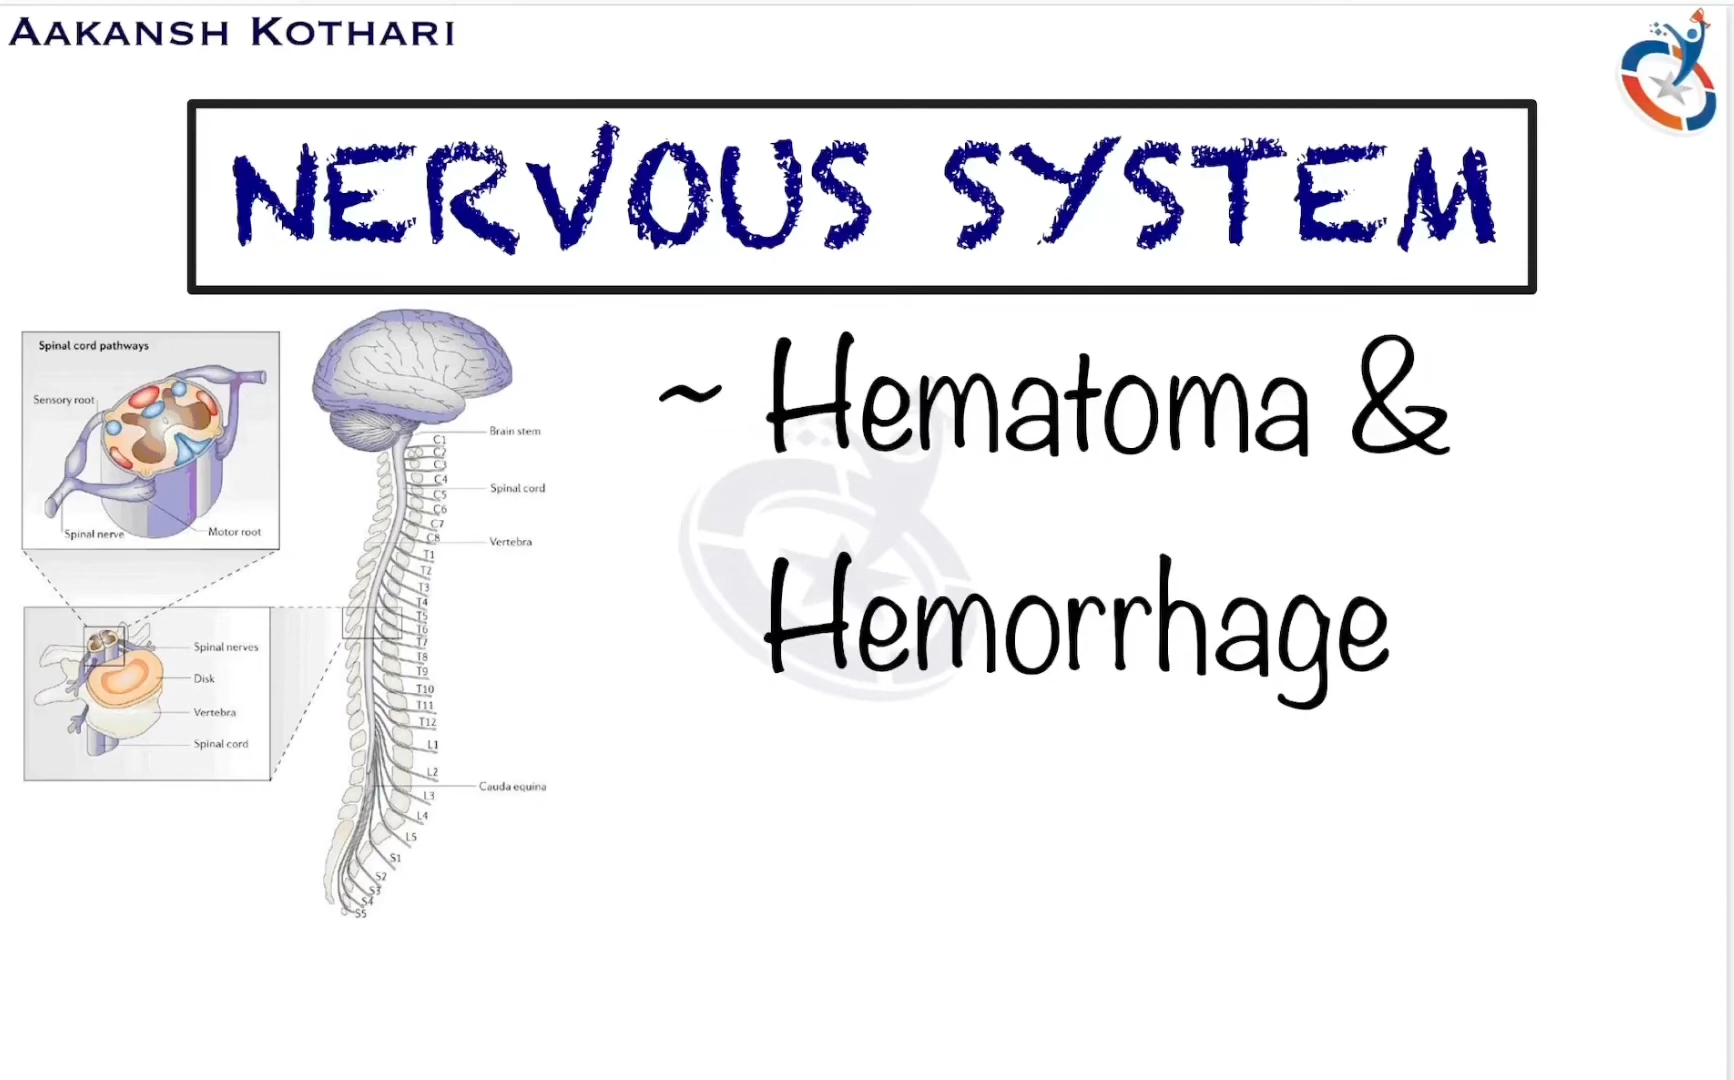 AAKANSH KOTHARI
NERVOUS SYSTEM
~ Hematoma &
Hemorrhage
Spinal cord pathways
Sensory root
Spinal nerve
Motor root
Spinal nerves
Disk
Vertebra
Spinal cord
Brain stem
Spinal cord
Vertebra
Cauda equina
C1
C2
C3
C4
C5
C6
C7
C8
T1
T2
T3
T4
T5
T6
T7
T8
T9
T10
T11
T12
L1
L2
L3
L4
L5
S1
S2
S3
S4
S5